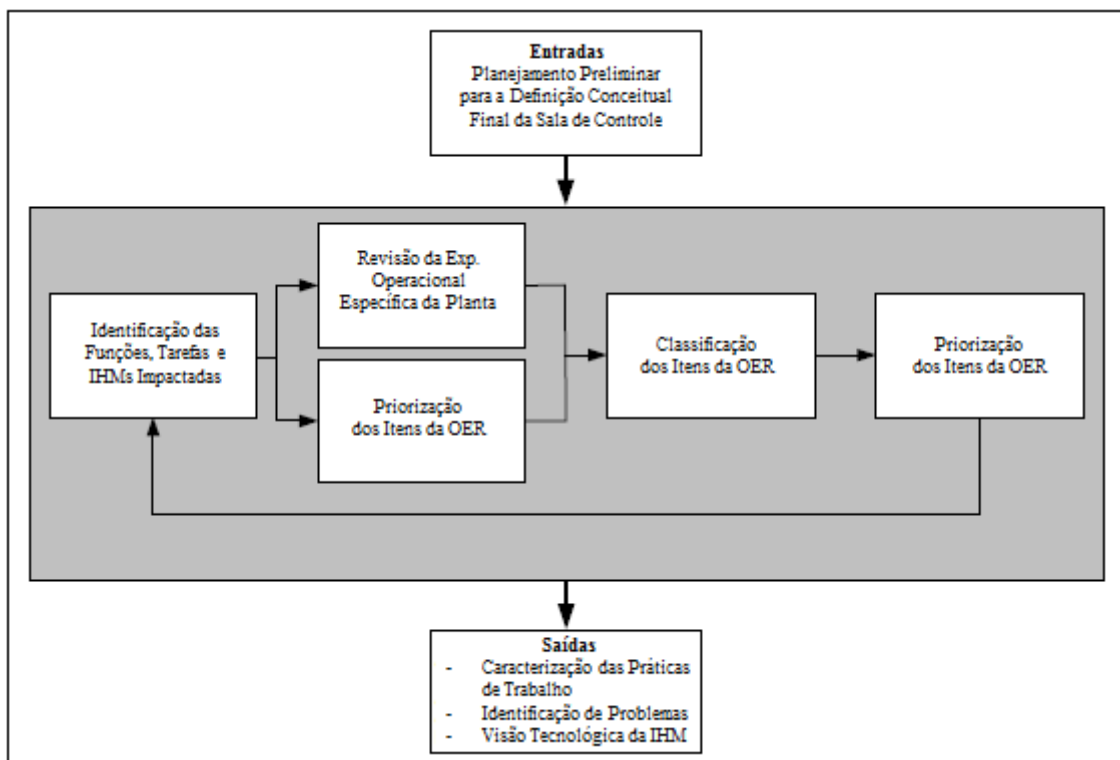 Entradas
Planejamento Preliminar
para a Definição Conceitual
Final da Sala de Controle
Identificação das
Funções, Tarefas e
IHMs Impactadas
Revisão da Exp.
Operacional
Específica da Planta
Priorização
dos Itens da OER
Classificação
dos Itens da OER
Priorização
dos Itens da OER
Saídas
- Caracterização das Práticas
de Trabalho
- Identificação de Problemas
- Visão Tecnológica da IHM